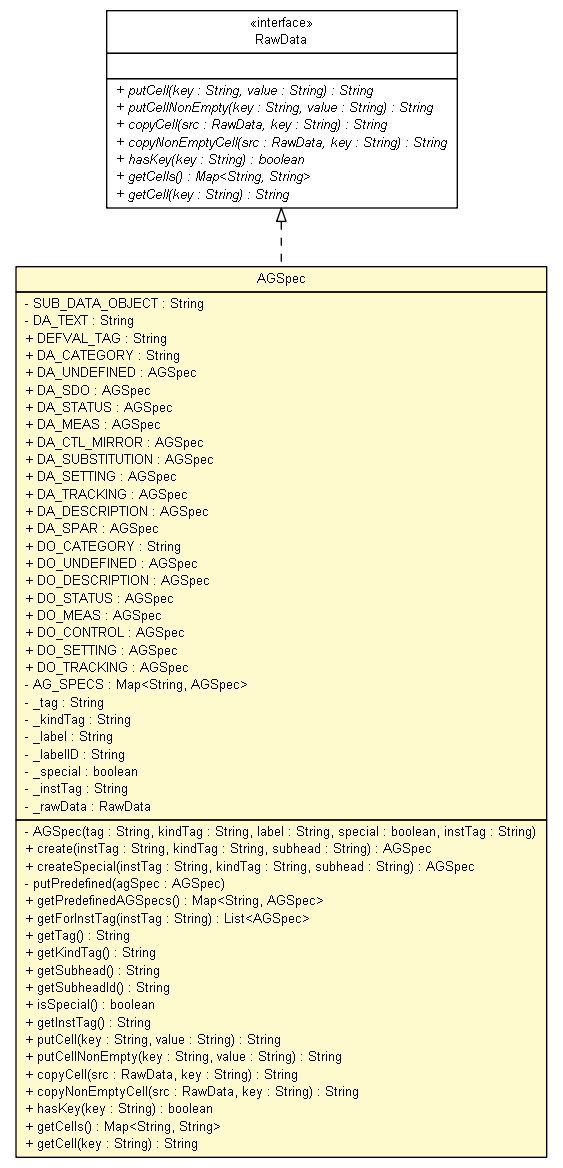 «interface»
RawData
+ putCell(key : String, value : String) : String
+ putCellNonEmpty(key : String, value : String) : String
+ copyCell(src : RawData, key : String) : String
+ copyNonEmptyCell(src : RawData, key : String) : String
+ hasKey(key : String) : boolean
+ getCells() : Map<String, String>
+ getCell(key : String) : String
AGSpec
- SUB_DATA_OBJECT : String
- DA_TEXT : String
+ DEFVAL_TAG : String
+ DA_CATEGORY : String
+ DA_UNDEFINED : AGSpec
+ DA_SDO : AGSpec
+ DA_STATUS : AGSpec
+ DA_MEAS : AGSpec
+ DA_CTL_MIRROR : AGSpec
+ DA_SUBSTITUTION : AGSpec
+ DA_SETTING : AGSpec
+ DA_TRACKING : AGSpec
+ DA_DESCRIPTION : AGSpec
+ DA_SPAR : AGSpec
+ DO_CATEGORY : String
+ DO_UNDEFINED : AGSpec
+ DO_DESCRIPTION : AGSpec
+ DO_STATUS : AGSpec
+ DO_MEAS : AGSpec
+ DO_CONTROL : AGSpec
+ DO_SETTING : AGSpec
+ DO_TRACKING : AGSpec
- AG_SPECS : Map<String, AGSpec>
- _tag : String
- _kindTag : String
- _label : String
- _labelID : String
- _special : boolean
- _instTag : String
- _rawData : RawData
- AGSpec(tag : String, kindTag : String, label : String, special : boolean, instTag : String)
+ create(instTag : String, kindTag : String, subhead : String) : AGSpec
+ createSpecial(instTag : String, kindTag : String, subhead : String) : AGSpec
- putPredefined(agSpec : AGSpec)
+ getPredefinedAGSpecs() : Map<String, AGSpec>
+ getForInstTag(instTag : String) : List<AGSpec>
+ getTag() : String
+ getKindTag() : String
+ getSubhead() : String
+ getSubheadId() : String
+ isSpecial() : boolean
+ getInstTag() : String
+ putCell(key : String, value : String) : String
+ putCellNonEmpty(key : String, value : String) : String
+ copyCell(src : RawData, key : String) : String
+ copyNonEmptyCell(src : RawData, key : String) : String
+ hasKey(key : String) : boolean
+ getCells() : Map<String, String>
+ getCell(key : String) : String